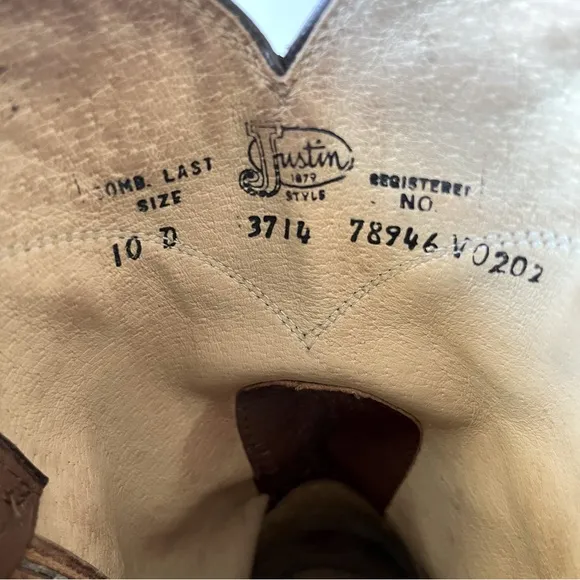 Justin
1879
COMB. LAST
SIZE
STYLE
REGISTERED
NO.
10 D 3714 78946 V0202